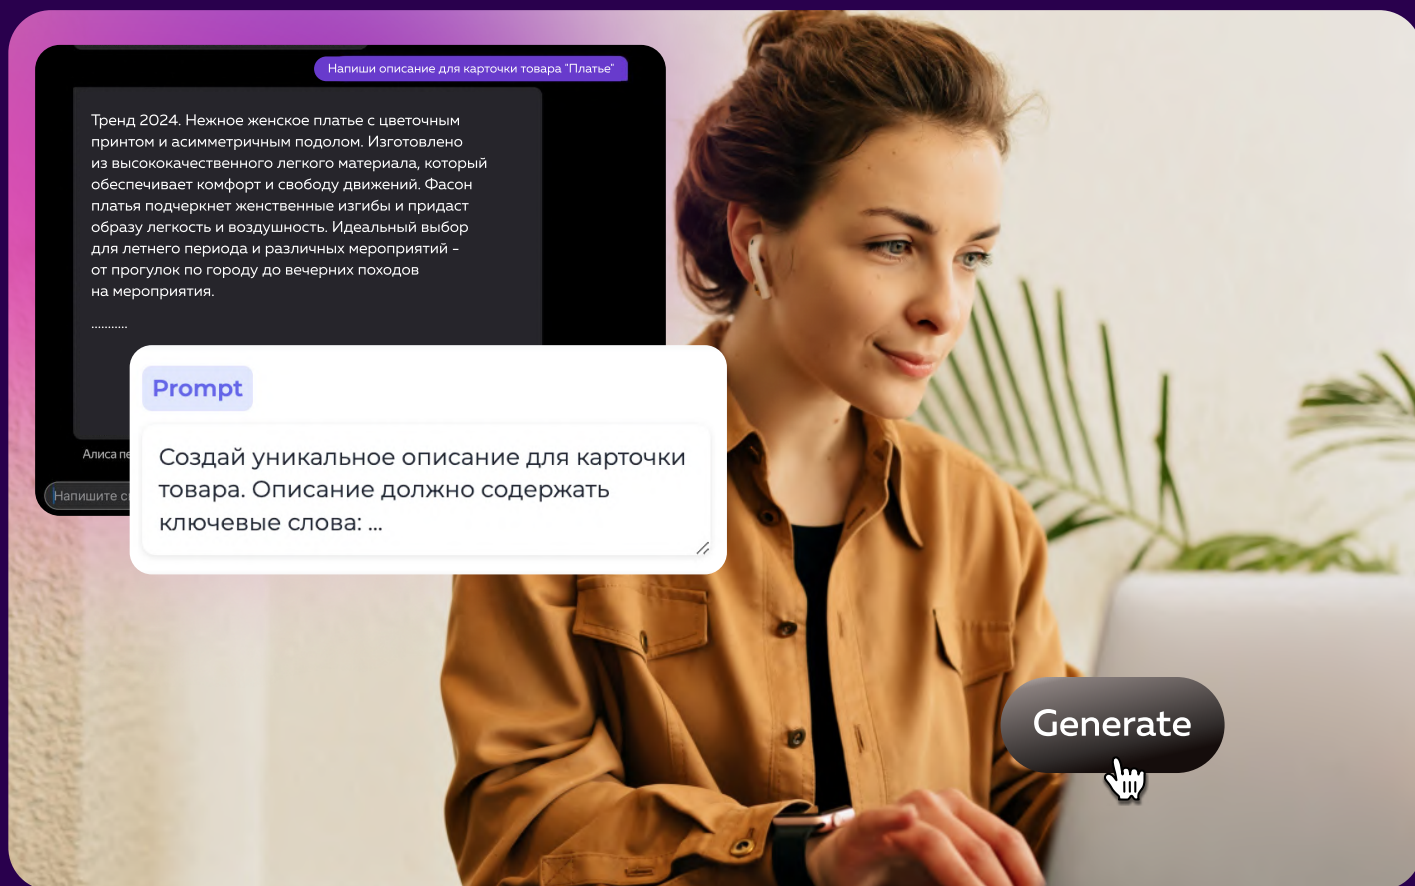 Напиши описание для карточки товара "Платье"
Тренд 2024. Нежное женское платье с цветочным
принтом и асимметричным подолом. Изготовлено
из высококачественного легкого материала, который
обеспечивает комфорт и свободу движений. Фасон
платья подчеркнет женственные изгибы и придаст
образу легкость и воздушность. Идеальный выбор
для летнего периода и различных мероприятий -
от прогулок по городу до вечерних походов
на мероприятия.
...........
Prompt
Создай уникальное описание для карточки
товара. Описание должно содержать
ключевые слова: ...
Алиса
Напишите
Generate